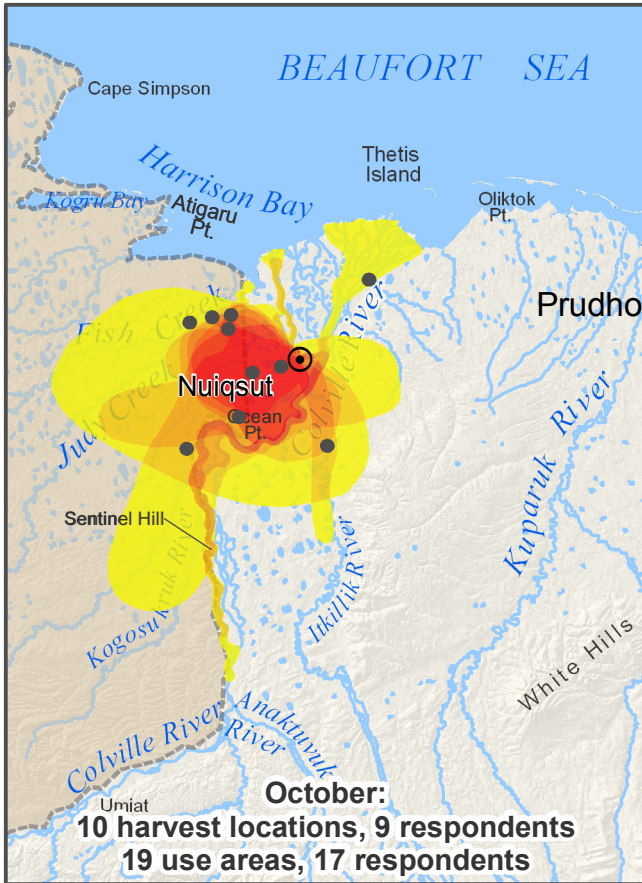 BEAUFORT SEA
Cape Simpson
Harrison Bay
Thetis
Island
Kogru Bay
Atigaru
Pt.
Oliktok
Pt.
Prudho
Fish Creek
Judy Creek
Nuiqsut
Colville River
Ocean
Pt.
Kuparuk River
Sentinel Hill
Kogosukruk River
Itkillik River
White Hills
Colville River
Anaktuvuk
River
Umiat
October:
10 harvest locations, 9 respondents
19 use areas, 17 respondents